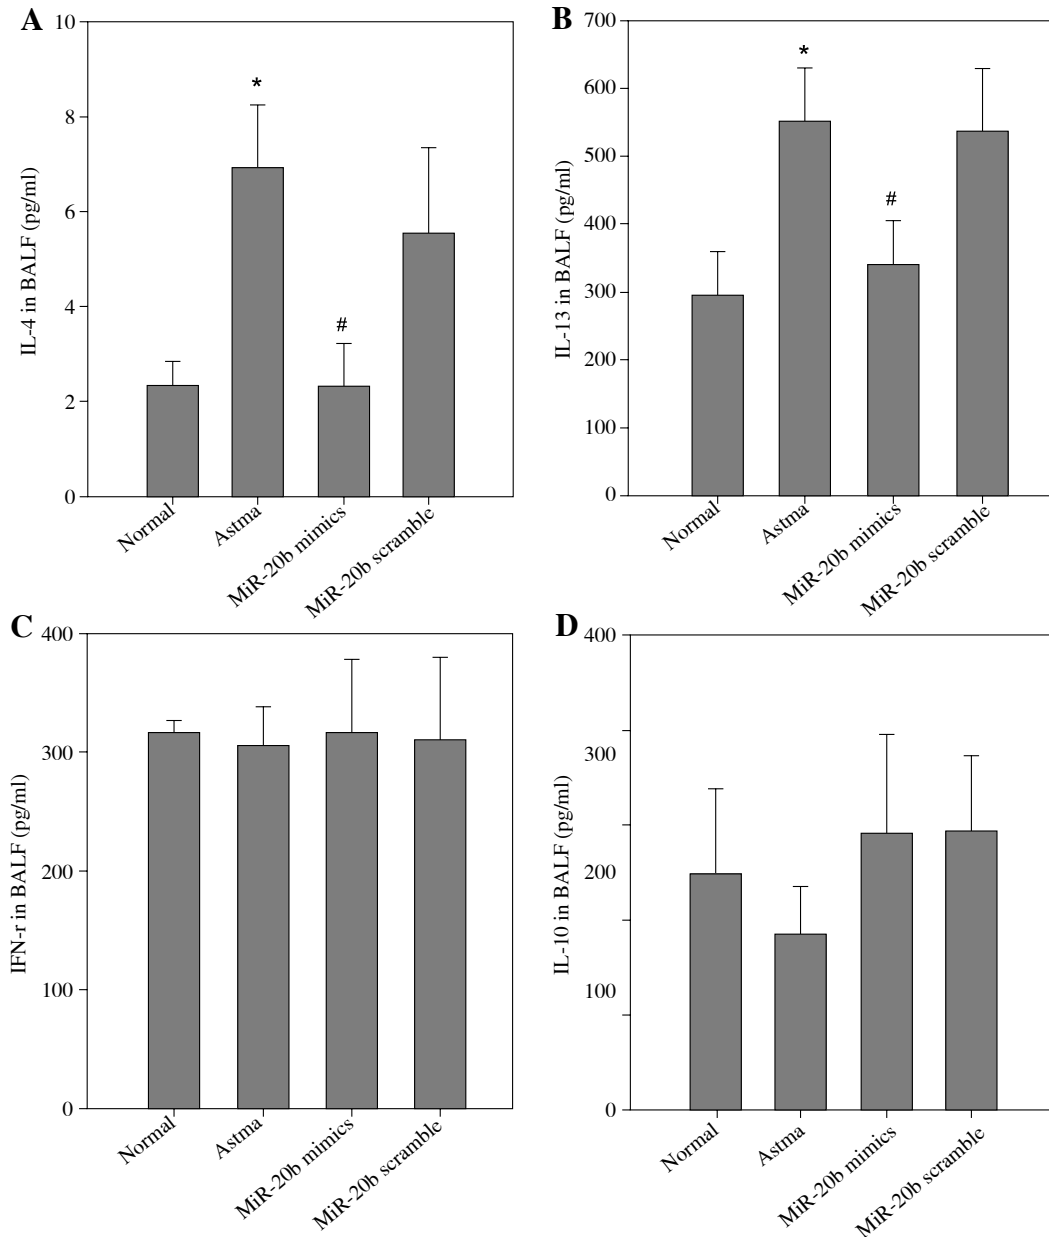 A
10
8
6
4
2
0
IL-4 in BALF (pg/ml)
*
#
Normal
Astma
MiR-20b mimics
MiR-20b scramble
B
700
600
500
400
300
200
100
0
IL-13 in BALF (pg/ml)
*
#
Normal
Astma
MiR-20b mimics
MiR-20b scramble
C
400
300
200
100
0
IFN-r in BALF (pg/ml)
Normal
Astma
MiR-20b mimics
MiR-20b scramble
D
400
300
200
100
0
IL-10 in BALF (pg/ml)
Normal
Astma
MiR-20b mimics
MiR-20b scramble